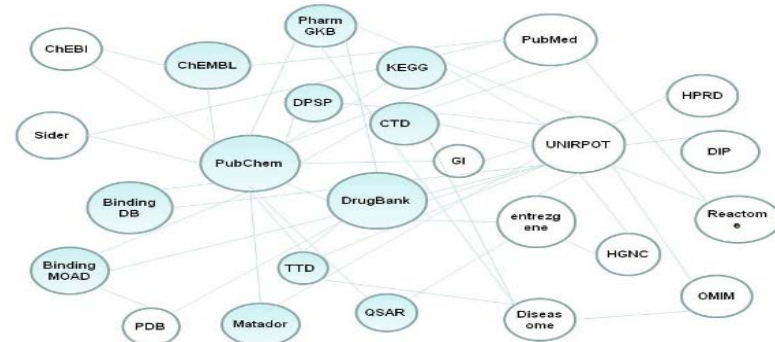 Pharm
GKB
ChEBI
ChEMBL
PubMed
KEGG
DPSP
HPRD
CTD
Sider
PubChem
GI
UNIRPOT
DIP
Binding
DB
DrugBank
entrezg
ene
Reactom
e
Binding
MOAD
TTD
HGNC
OMIM
PDB
Matador
QSAR
Diseas
ome